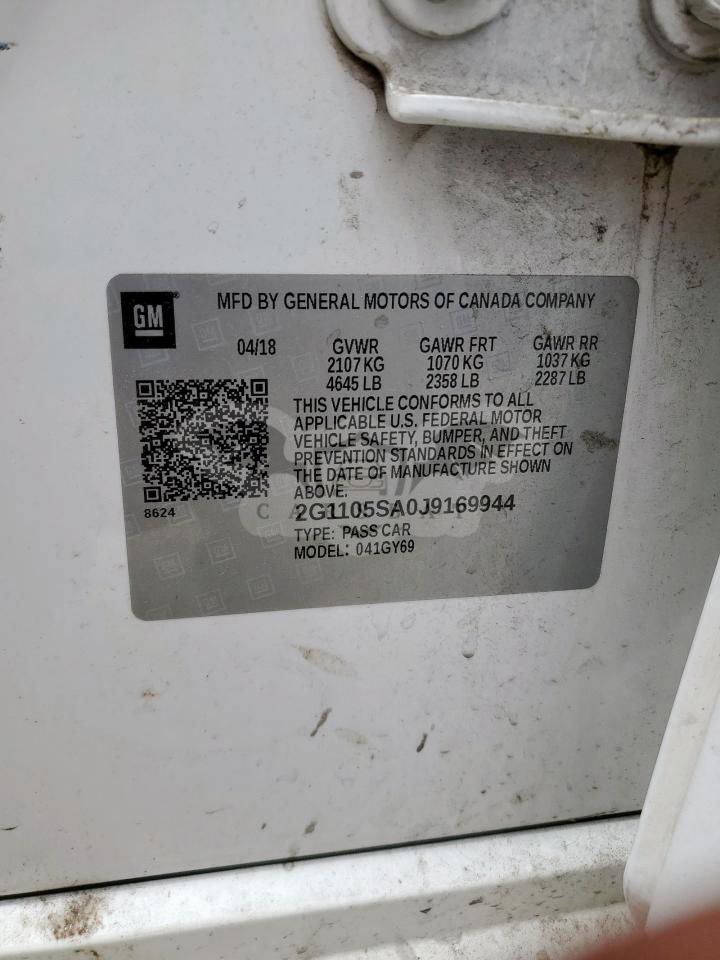 GM
MFD BY GENERAL MOTORS OF CANADA COMPANY
04/18 GVWR GAWR FRT GAWR RR
2107 KG 1070 KG 1037 KG
4645 LB 2358 LB 2287 LB
THIS VEHICLE CONFORMS TO ALL
APPLICABLE U.S. FEDERAL MOTOR
VEHICLE SAFETY, BUMPER, AND THEFT
PREVENTION STANDARDS IN EFFECT ON
THE DATE OF MANUFACTURE SHOWN
ABOVE.
8624
2G1105SA0J9169944
TYPE: PASS CAR
MODEL: 041GY69